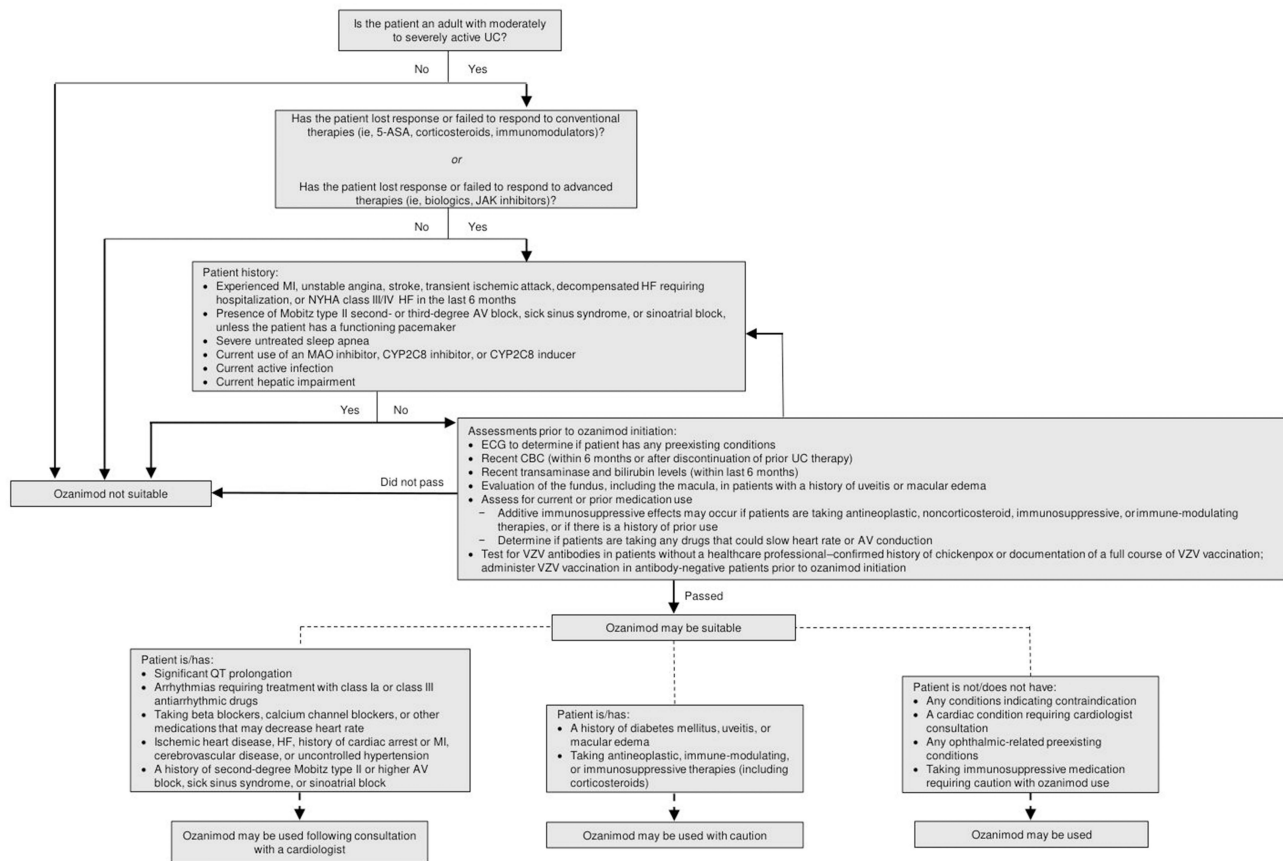 Is the patient an adult with moderately
to severely active UC?
No
Yes
Has the patient lost response or failed to respond to conventional
therapies (ie, 5-ASA, corticosteroids, immunomodulators)?
or
Has the patient lost response or failed to respond to advanced
therapies (ie, biologics, JAK inhibitors)?
No
Yes
Patient history:
• Experienced MI, unstable angina, stroke, transient ischemic attack, decompensated HF requiring
hospitalization, or NYHA class III/IV HF in the last 6 months
• Presence of Mobitz type II second- or third-degree AV block, sick sinus syndrome, or sinoatrial block,
unless the patient has a functioning pacemaker
• Severe untreated sleep apnea
• Current use of an MAO inhibitor, CYP2C8 inhibitor, or CYP2C8 inducer
• Current active infection
• Current hepatic impairment
Yes
No
Assessments prior to ozanimod initiation:
• ECG to determine if patient has any preexisting conditions
• Recent CBC (within 6 months or after discontinuation of prior UC therapy)
• Recent transaminase and bilirubin levels (within last 6 months)
• Evaluation of the fundus, including the macula, in patients with a history of uveitis or macular edema
• Assess for current or prior medication use
– Additive immunosuppressive effects may occur if patients are taking antineoplastic, noncorticosteroid, immunosuppressive, or immune-modulating
therapies, or if there is a history of prior use
– Determine if patients are taking any drugs that could slow heart rate or AV conduction
• Test for VZV antibodies in patients without a healthcare professional–confirmed history of chickenpox or documentation of a full course of VZV vaccination;
administer VZV vaccination in antibody-negative patients prior to ozanimod initiation
Did not pass
Ozanimod not suitable
Passed
Ozanimod may be suitable
Patient is/has:
• Significant QT prolongation
• Arrhythmias requiring treatment with class Ia or class III
antiarrhythmic drugs
• Taking beta blockers, calcium channel blockers, or other
medications that may decrease heart rate
• Ischemic heart disease, HF, history of cardiac arrest or MI,
cerebrovascular disease, or uncontrolled hypertension
• A history of second-degree Mobitz type II or higher AV
block, sick sinus syndrome, or sinoatrial block
Ozanimod may be used following consultation
with a cardiologist
Patient is/has:
• A history of diabetes mellitus, uveitis, or
macular edema
• Taking antineoplastic, immune-modulating,
or immunosuppressive therapies (including
corticosteroids)
Ozanimod may be used with caution
Patient is not/does not have:
• Any conditions indicating contraindication
• A cardiac condition requiring cardiologist
consultation
• Any ophthalmic-related preexisting
conditions
• Taking immunosuppressive medication
requiring caution with ozanimod use
Ozanimod may be used